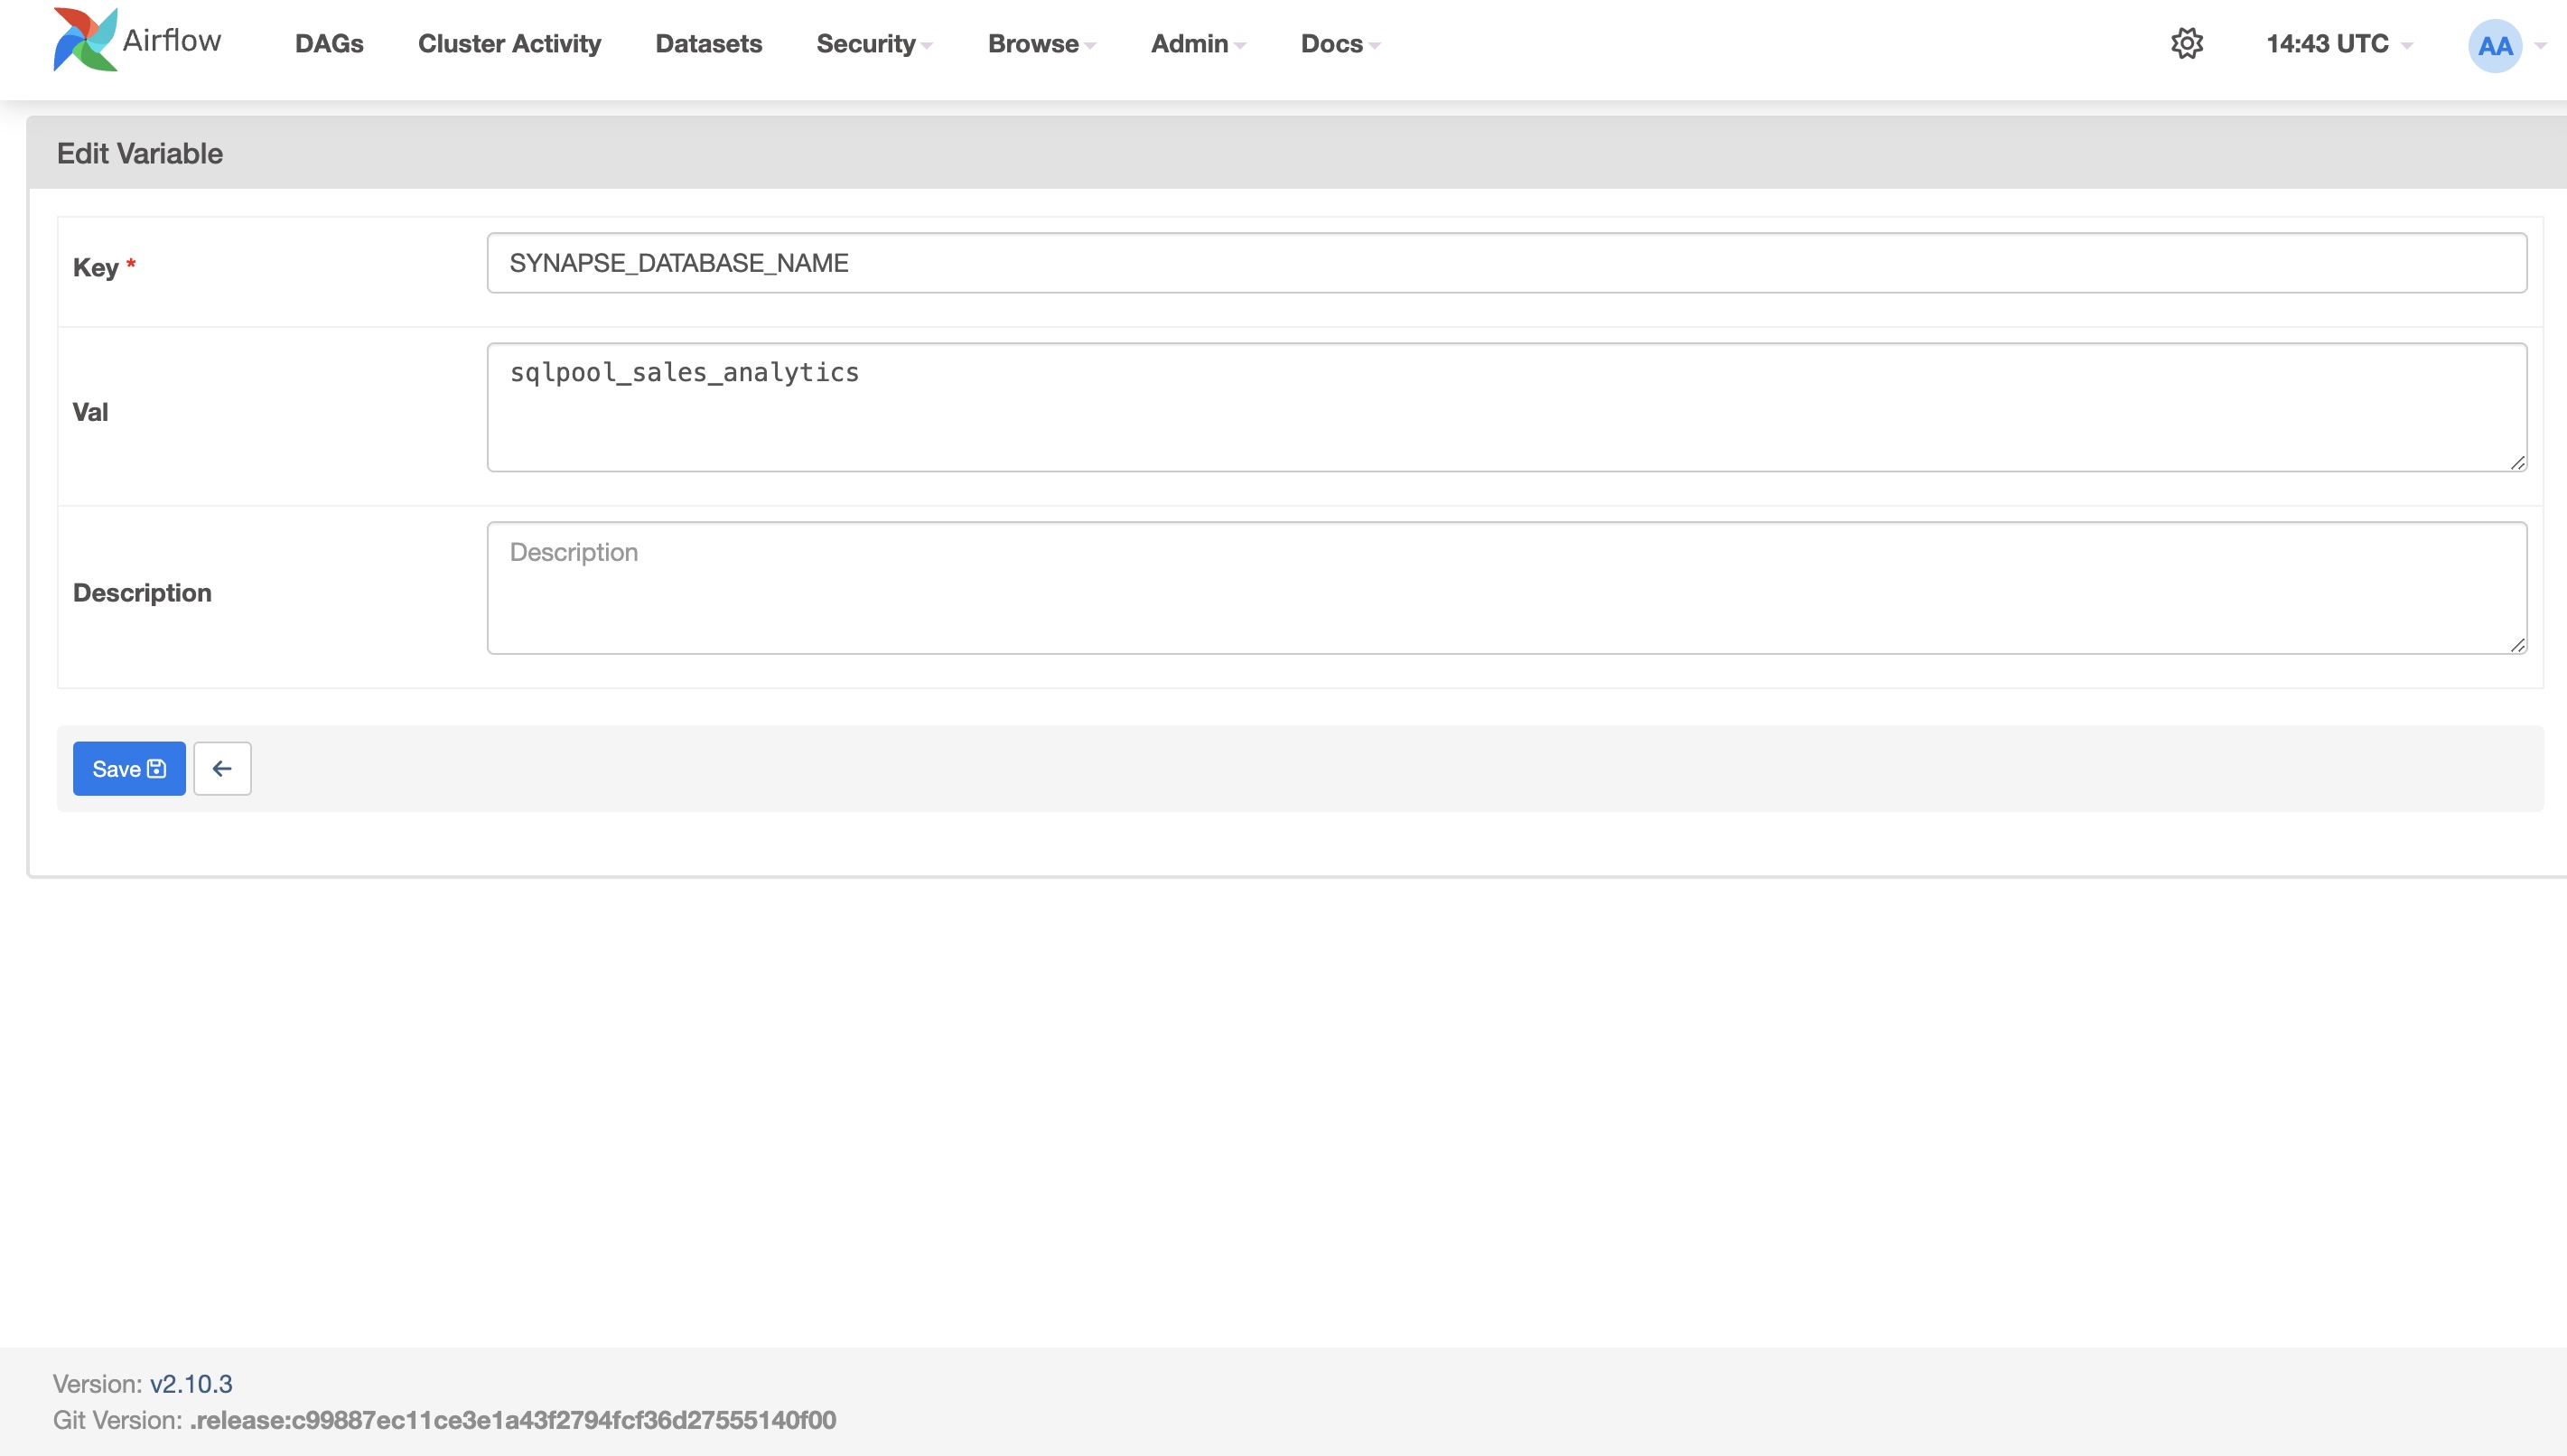 Airflow DAGs Cluster Activity Datasets Security Browse Admin Docs 14:43 UTC AA
Edit Variable
Key * SYNAPSE_DATABASE_NAME
Val sqlpool_sales_analytics
Description Description
Save
Version: v2.10.3
Git Version: .release:c99887ec11ce3e1a43f2794fcf36d27555140f00